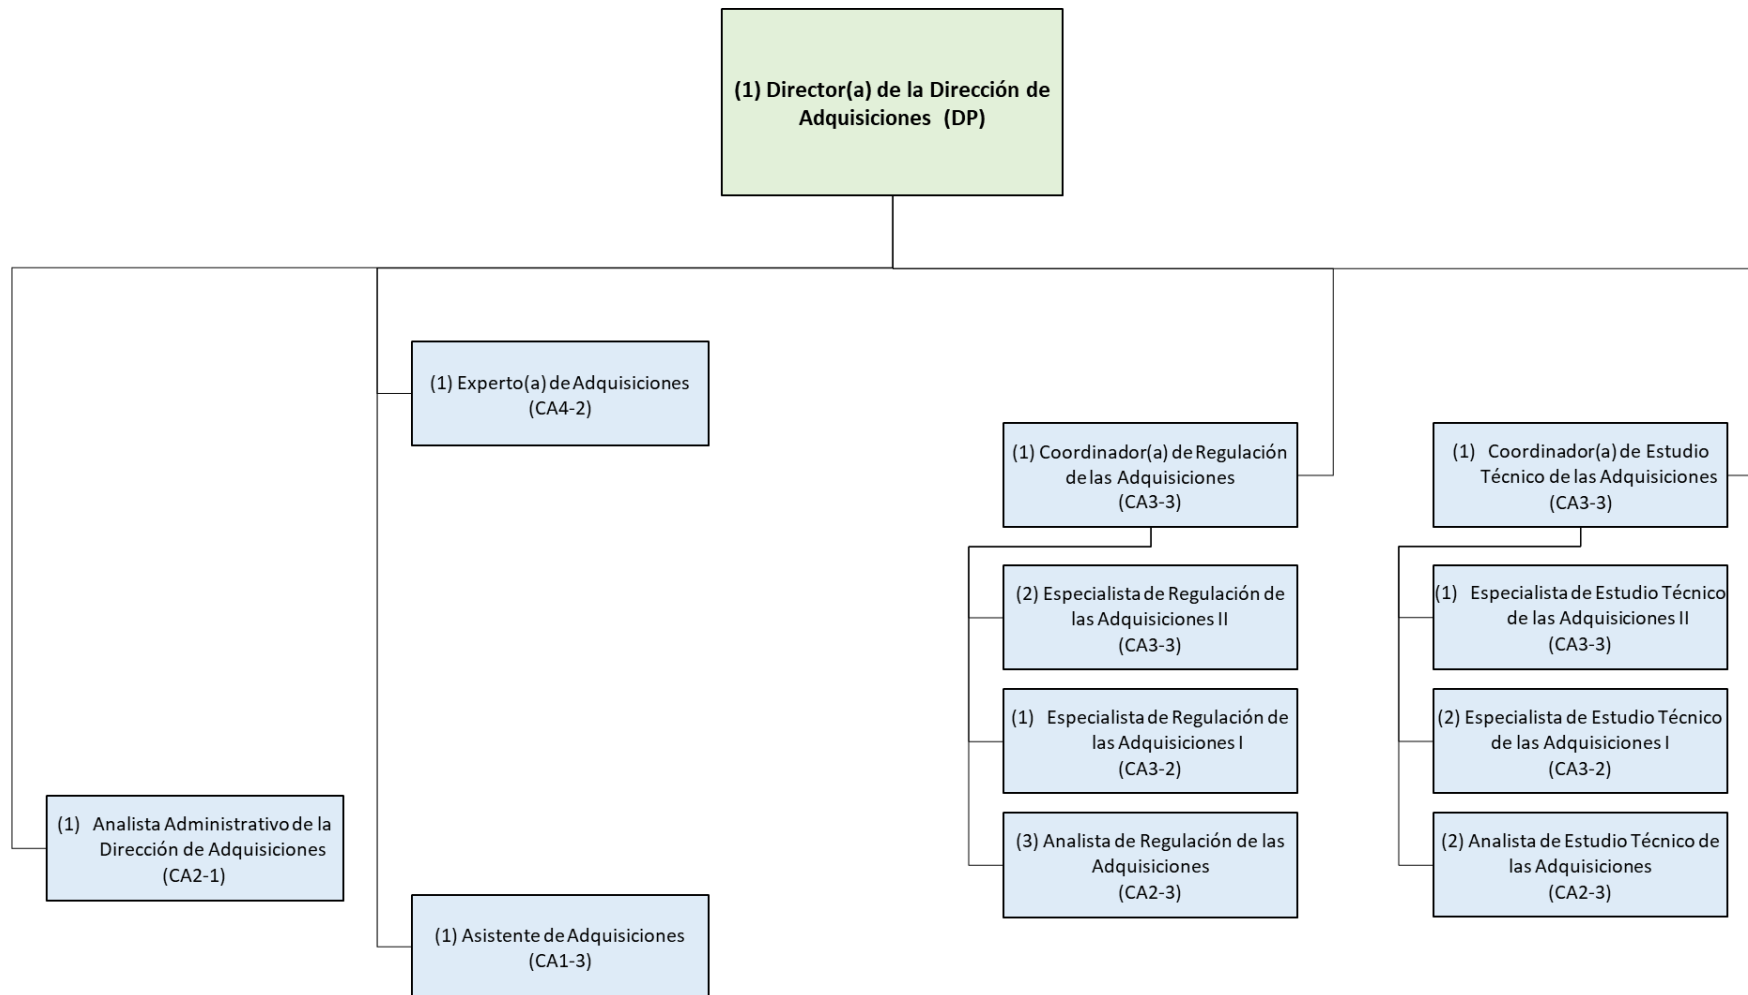 (1) Director(a) de la Dirección de
Adquisiciones (DP)
(1) Experto(a) de Adquisiciones
(CA4-2)
(1) Coordinador(a) de Regulación
de las Adquisiciones
(CA3-3)
(1) Coordinador(a) de Estudio
Técnico de las Adquisiciones
(CA3-3)
(2) Especialista de Regulación de
las Adquisiciones II
(CA3-3)
(1) Especialista de Estudio Técnico
de las Adquisiciones II
(CA3-3)
(1) Especialista de Regulación de
las Adquisiciones I
(CA3-2)
(2) Especialista de Estudio Técnico
de las Adquisiciones I
(CA3-2)
(1) Analista Administrativo de la
Dirección de Adquisiciones
(CA2-1)
(3) Analista de Regulación de las
Adquisiciones
(CA2-3)
(2) Analista de Estudio Técnico de
las Adquisiciones
(CA2-3)
(1) Asistente de Adquisiciones
(CA1-3)